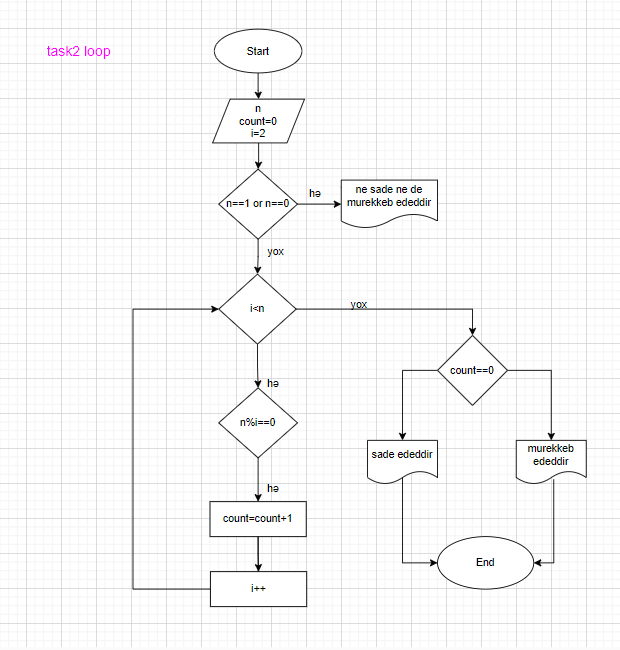 task2 loop
Start
n
count=0
i=2
n==1 or n==0
hə
ne sade ne de
murekkeb ededdir
yox
i<n
yox
count==0
hə
n%i==0
sade ededdir
murekkeb
ededdir
hə
count=count+1
End
i++